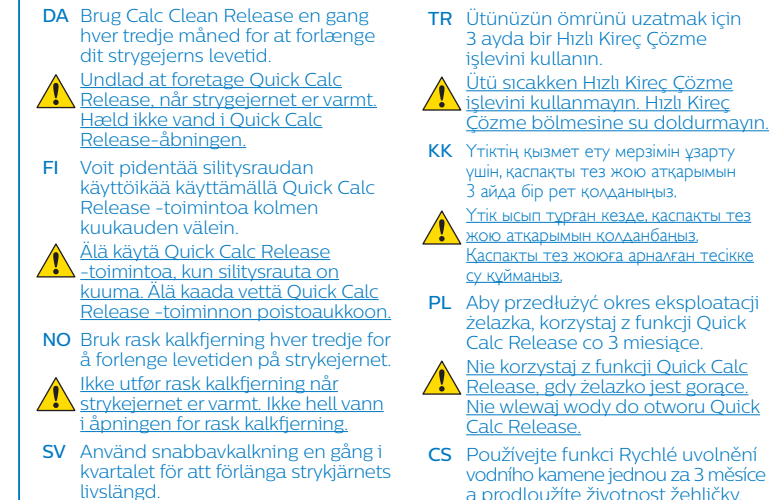 DA Brug Calc Clean Release en gang
hver tredje måned for at forlænge
dit strygejerns levetid.
Undlad at foretage Quick Calc
Release, når strygejernet er varmt.
Hæld ikke vand i Quick Calc
Release-åbningen.
FI Voit pidentää silitysraudan
käyttöikää käyttämällä Quick Calc
Release -toimintoa kolmen
kuukauden välein.
Älä käytä Quick Calc Release
-toimintoa, kun silitysrauta on
kuuma. Älä kaada vettä Quick Calc
Release -toiminnon poistoaukkoon.
NO Bruk rask kalkfjerning hver tredje for
å forlenge levetiden på strykejernet.
Ikke utfør rask kalkfjerning når
strykejernet er varmt. Ikke hell vann
i åpningen for rask kalkfjerning.
SV Använd snabbavkalkning en gång i
kvartalet för att förlänga strykjärnets
livslängd.
TR Ütünüzün ömrünü uzatmak için
3 ayda bir Hızlı Kireç Çözme
işlevini kullanın.
Ütü sıcakken Hızlı Kireç Çözme
işlevini kullanmayın. Hızlı Kireç
Çözme bölmesine su doldurmayın.
KK Үтіктің қызмет ету мерзімін ұзарту
үшін, қаспақты тез жою атқарымын
3 айда бір рет қолданыңыз.
Үтік ысып тұрған кезде, қаспақты тез
жою атқарымын қолданбаңыз.
Қаспақты тез жоюға арналған тесікке
су құймаңыз.
PL Aby przedłużyć okres eksploatacji
żelazka, korzystaj z funkcji Quick
Calc Release co 3 miesiące.
Nie korzystaj z funkcji Quick Calc
Release, gdy żelazko jest gorące.
Nie wlewaj wody do otworu Quick
Calc Release.
CS Používejte funkci Rychlé uvolnění
vodního kamene jednou za 3 měsíce
a prodloužíte životnost žehličky.